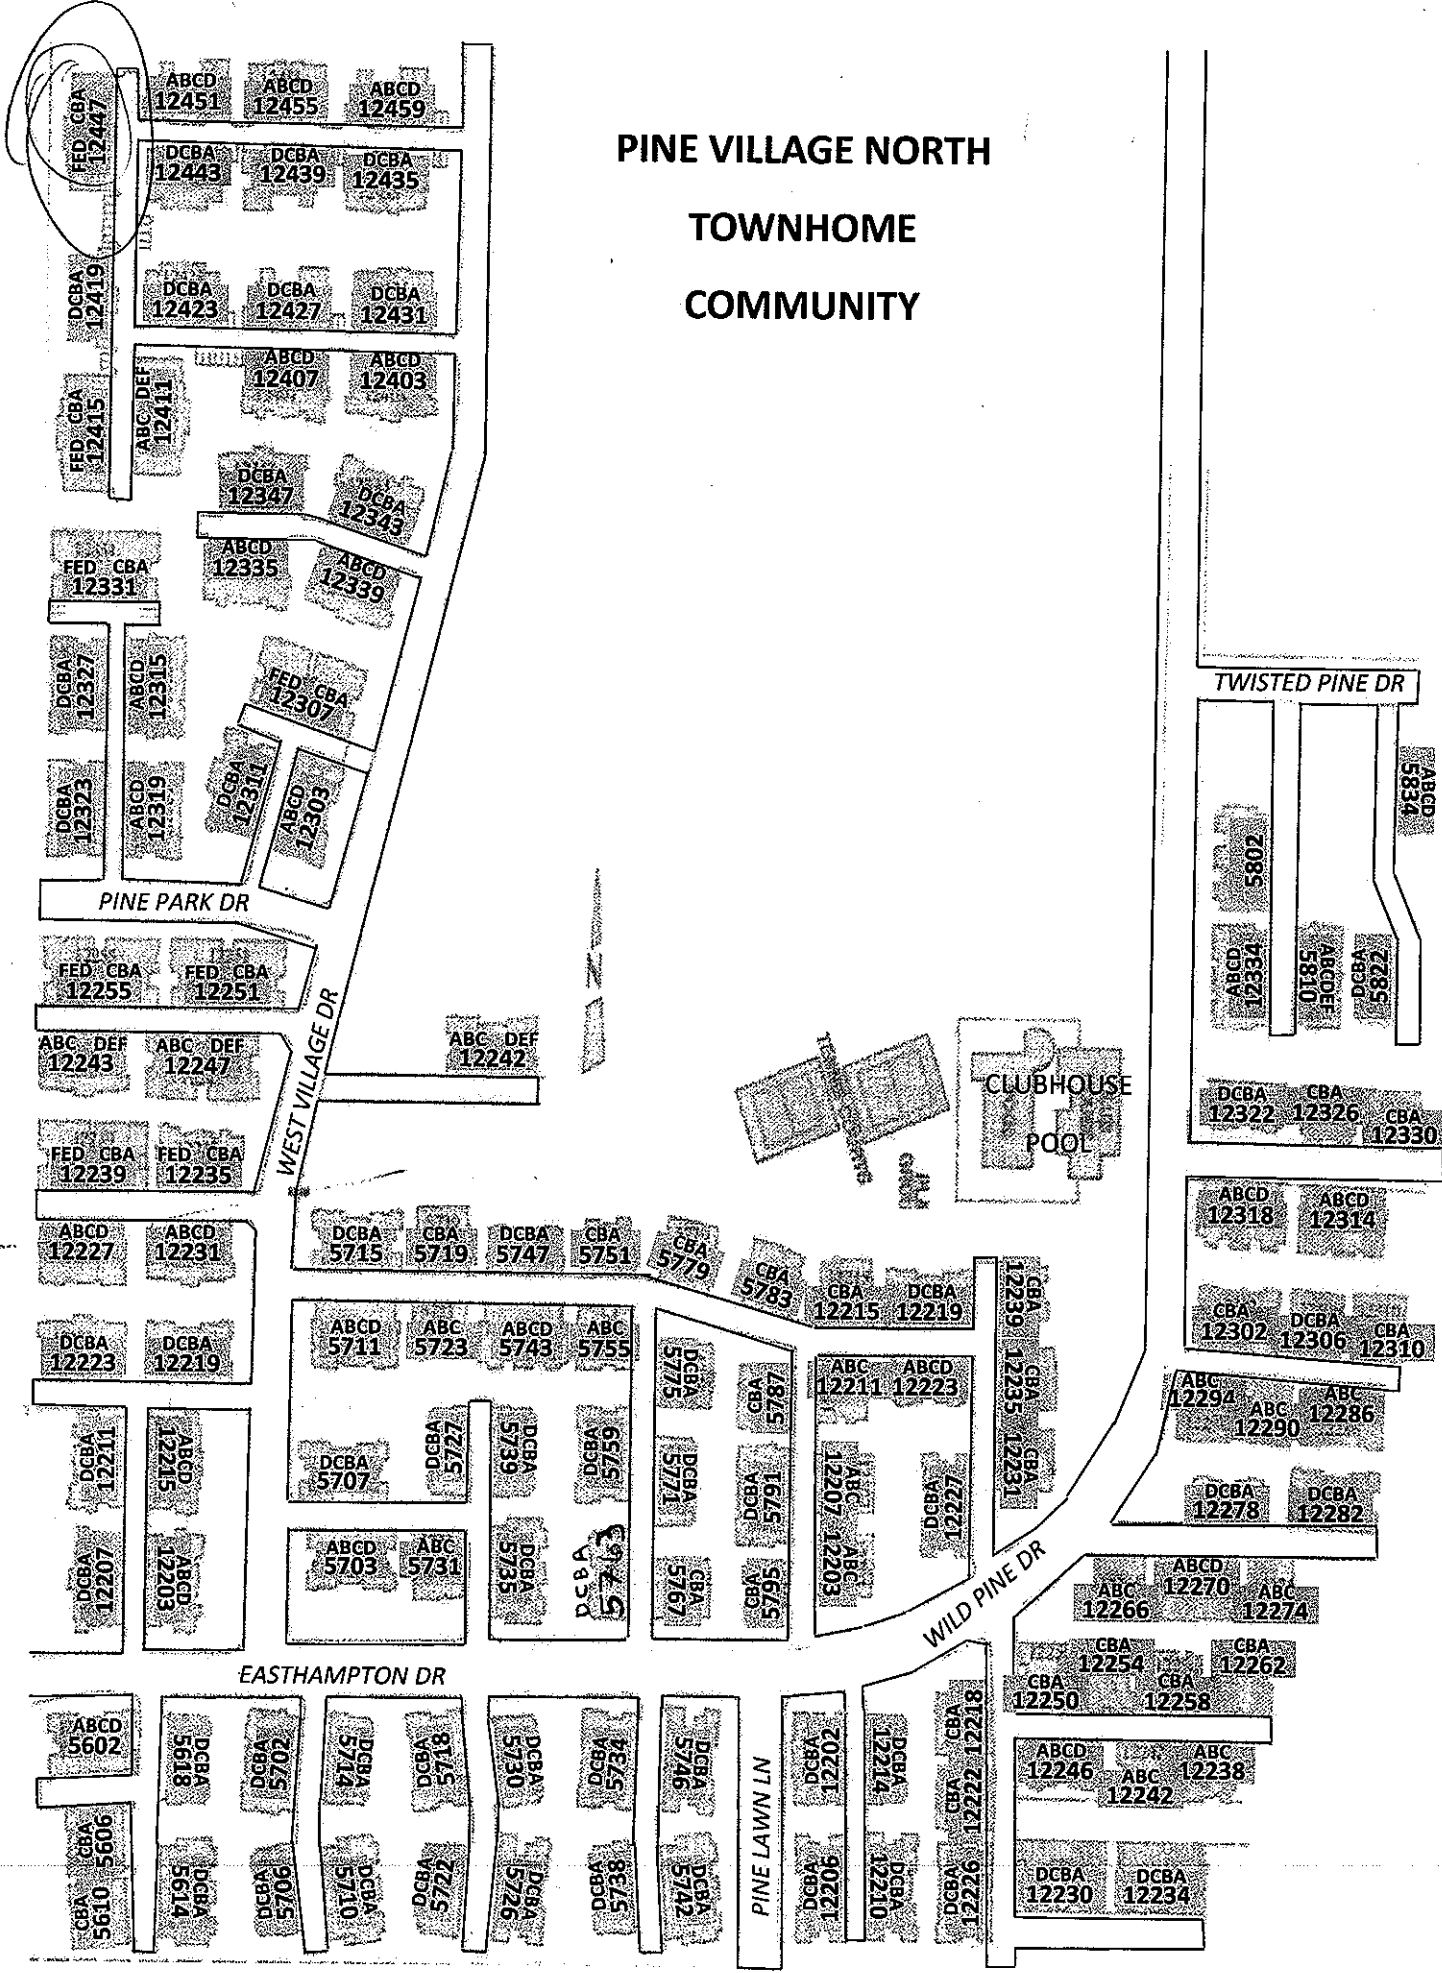 PINE VILLAGE NORTH
TOWNHOME
COMMUNITY
FED CBA
12447
ABCD
12451
ABCD
12455
ABCD
12459
DCBA
12443
DCBA
12439
DCBA
12435
DCBA
12419
DCBA
12423
DCBA
12427
DCBA
12431
ABCD
12407
ABCD
12403
FED CBA
12415
ABC DEF
12411
DCBA
12347
DCBA
12343
ABCD
12335
ABCD
12339
FED CBA
12331
DCBA
12327
ABCD
12315
FED CBA
12307
DCBA
12323
ABCD
12319
DCBA
12311
ABCD
12303
PINE PARK DR
FED CBA
12255
FED CBA
12251
WEST VILLAGE DR
ABC DEF
12243
ABC DEF
12247
ABC DEF
12242
N
FED CBA
12239
FED CBA
12235
ABCD
12227
ABCD
12231
DCBA
12223
DCBA
12219
DCBA
12211
ABCD
12215
DCBA
12207
ABCD
12203
CLUBHOUSE
POOL
TWISTED PINE DR
ABCD
5834
5802
ABCD
12334
ABCDEF
5810
DCBA
5822
DCBA
12322
CBA
12326
CBA
12330
ABCD
12318
ABCD
12314
CBA
12302
DCBA
12306
CBA
12310
ABC
12294
ABC
12290
ABC
12286
DCBA
12278
DCBA
12282
DCBA
5715
CBA
5719
DCBA
5747
CBA
5751
CBA
5779
CBA
5783
CBA
12215
DCBA
12219
CBA
12239
CBA
12235
CBA
12231
ABCD
5711
ABC
5723
ABCD
5743
ABC
5755
DCBA
5775
CBA
5787
ABC
12211
ABCD
12223
DCBA
5707
DCBA
5727
DCBA
5739
DCBA
5759
DCBA
5771
DCBA
5791
ABC
12207
DCBA
12227
ABCD
5703
ABC
5731
DCBA
5735
DCBA
5763
CBA
5767
CBA
5795
ABC
12203
WILD PINE DR
ABC
12266
ABCD
12270
ABC
12274
EASTHAMPTON DR
CBA
12250
CBA
12254
CBA
12258
CBA
12262
ABCD
5602
DCBA
5618
DCBA
5702
DCBA
5714
DCBA
5718
DCBA
5730
DCBA
5734
DCBA
5746
PINE LAWN LN
DCBA
12202
DCBA
12214
CBA
12218
CBA
12222
ABCD
12246
ABC
12242
ABC
12238
CBA
5606
CBA
5610
DCBA
5614
DCBA
5706
DCBA
5710
DCBA
5722
DCBA
5726
DCBA
5738
DCBA
5742
DCBA
12206
DCBA
12210
DCBA
12226
DCBA
12230
DCBA
12234